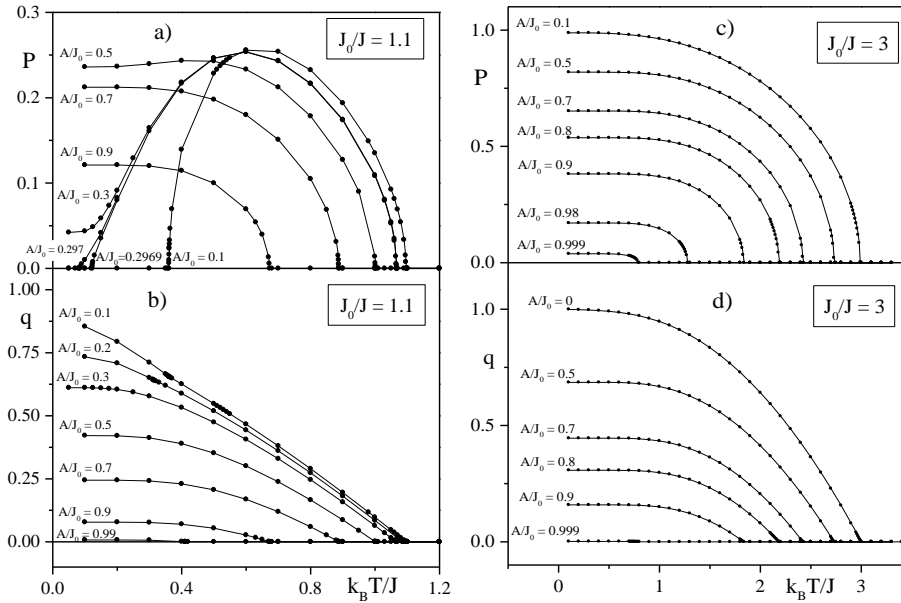 0.3
a)
J₀/J = 1.1
P
A/J₀ = 0.5
0.2
A/J₀ = 0.7
A/J₀ = 0.9
0.1
A/J₀ = 0.3
A/J₀ = 0.297
A/J₀=0.2969
A/J₀ = 0.1
0.0
1.00
b)
J₀/J = 1.1
q
A/J₀ = 0.1
0.75
A/J₀ = 0.2
A/J₀ = 0.3
0.50
A/J₀ = 0.5
A/J₀ = 0.7
0.25
A/J₀ = 0.9
A/J₀ = 0.99
0.00
0.0 0.4 0.8 1.2
k_BT/J
c)
J₀/J = 3
1.0
A/J₀ = 0.1
P
A/J₀ = 0.5
A/J₀ = 0.7
0.5
A/J₀ = 0.8
A/J₀ = 0.9
A/J₀ = 0.98
A/J₀ = 0.999
0.0
d)
J₀/J = 3
A/J₀ = 0
1.0
q
A/J₀ = 0.5
0.5
A/J₀ = 0.7
A/J₀ = 0.8
A/J₀ = 0.9
A/J₀ = 0.999
0.0
0 1 2 3
k_BT/J